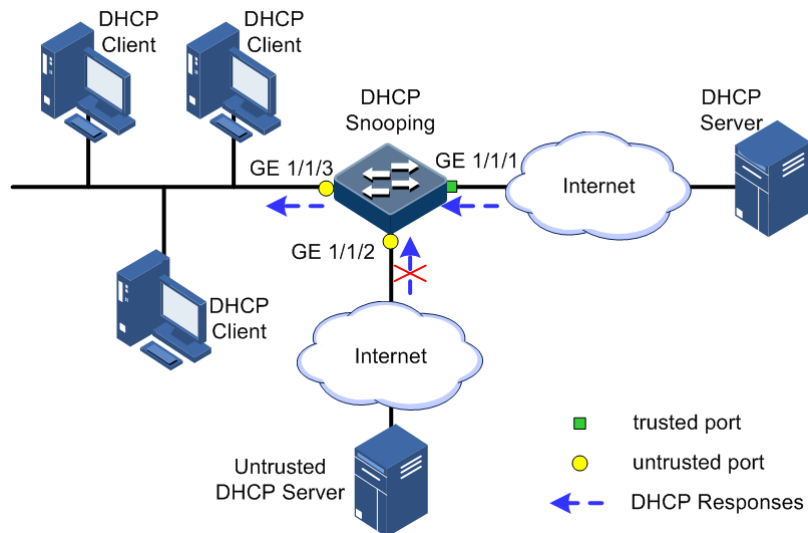 DHCP
Client
DHCP
Client
DHCP
Snooping
DHCP
Server
GE 1/1/3
GE 1/1/1
Internet
GE 1/1/2
DHCP
Client
Internet
Untrusted
DHCP Server
trusted port
untrusted port
DHCP Responses